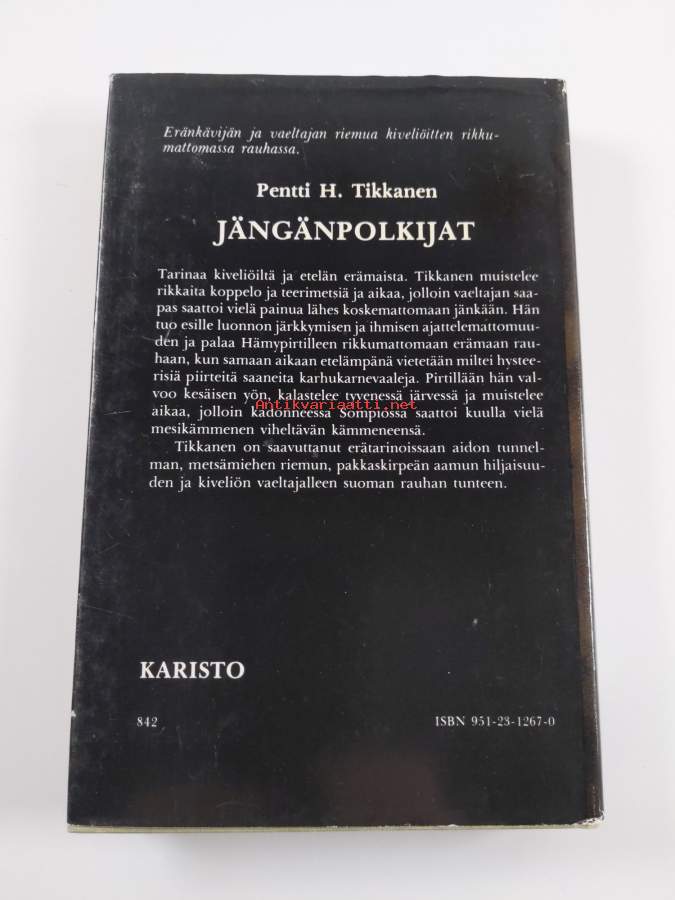 Eränkävijän ja vaeltajan riemua kiveliöitten rikku-
mattomassa rauhassa.
Pentti H. Tikkanen
JÄNGÄNPOLKIJAT
Tarinaa kiveliöiltä ja etelän erämaista. Tikkanen muistelee
rikkaita koppelo ja teerimetsiä ja aikaa, jolloin vaeltajan saa-
pas saattoi vielä painua lähes koskemattomaan jänkään. Hän
tuo esille luonnon järkkymisen ja ihmisen ajattelemattomuu-
den ja palaa Hämypirtilleen rikkumattomaan erämaan rau-
haan, kun samaan aikaan etelämpänä vietetään miltei hystee-
risiä piirteitä saaneita karhukarnevaaleja. Pirtillään hän val-
voo kesäisen yön, kalastelee tyvenessä järvessä ja muistelee
Antikvariaatti.net
aikaa, jolloin kadonneessa Sompiossa saattoi kuulla vielä
mesikämmenen viheltävän kämmeneensä.
Tikkanen on saavuttanut erätarinoissaan aidon tunnel-
man, metsämiehen riemun, pakkaskirpeän aamun hiljaisuu-
den ja kiveliön vaeltajalleen suoman rauhan tunteen.
KARISTO
842
ISBN 951-23-1267-0